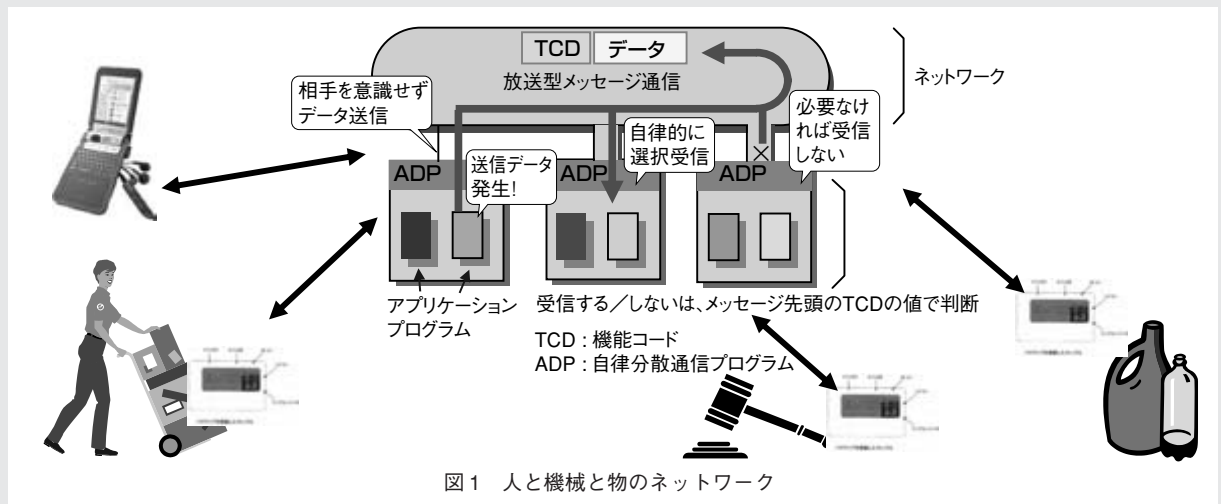 TCD データ
放送型メッセージ通信
ネットワーク
相手を意識せず
データ送信
必要なけ
れば受信
しない
自律的に
選択受信
送信データ
発生!
ADP
ADP
ADP
アプリケーション
プログラム
受信する／しないは、メッセージ先頭のTCDの値で判断
TCD : 機能コード
ADP : 自律分散通信プログラム
図1 人と機械と物のネットワーク